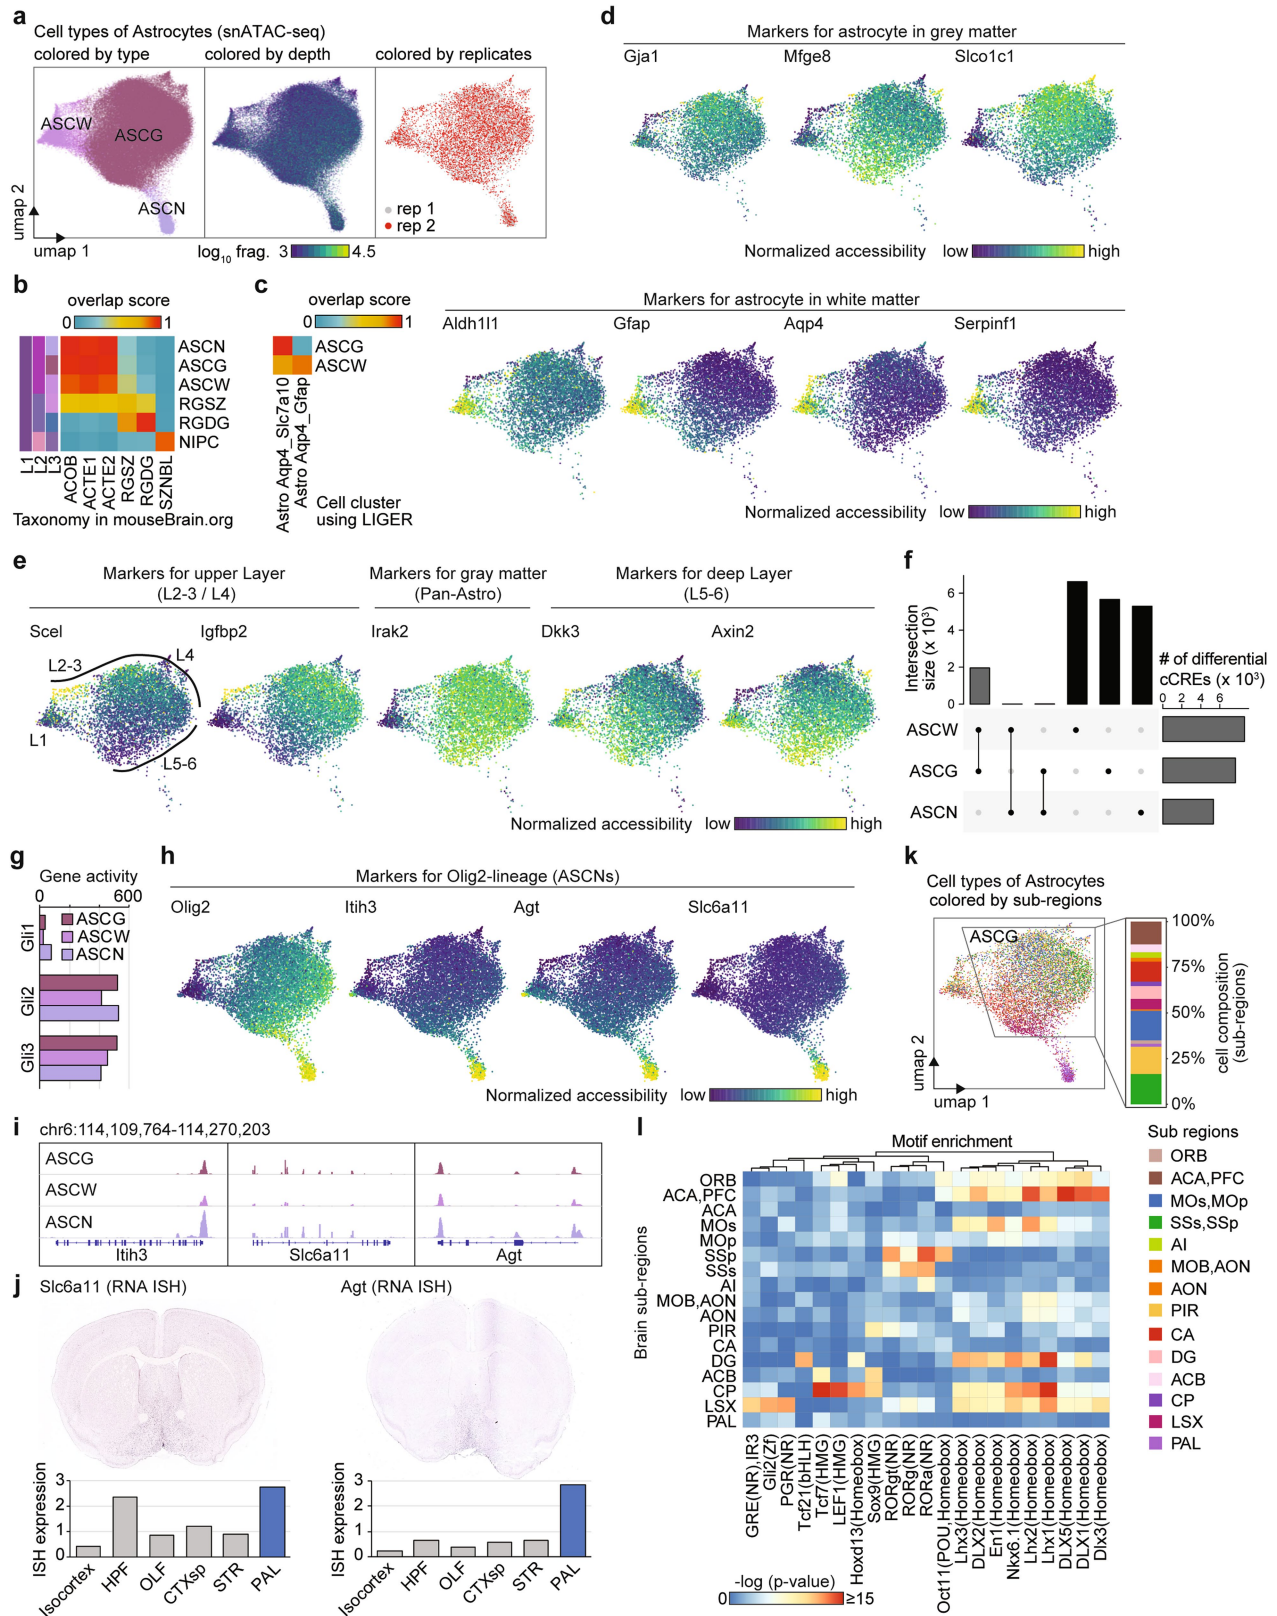 a
Cell types of Astrocytes (snATAC-seq)
colored by type
colored by depth
colored by replicates
ASCW
ASCG
ASCN
rep 1
rep 2
umap 2
umap 1
log10 frag. 3 4.5
b
overlap score
0 1
ASCN
ASCG
ASCW
RGSZ
RGDG
NIPC
L1
L2
L3
ACOB
ACTE1
ACTE2
RGSZ
RGDG
SZNBL
Taxonomy in mouseBrain.org
c
overlap score
0 1
ASCG
ASCW
Astro Aqp4_Slc7a10
Astro Aqp4_Gfap
Cell cluster
using LIGER
d
Markers for astrocyte in grey matter
Gja1
Mfge8
Slco1c1
Normalized accessibility low high
Markers for astrocyte in white matter
Aldh1l1
Gfap
Aqp4
Serpinf1
Normalized accessibility low high
e
Markers for upper Layer
(L2-3 / L4)
Markers for gray matter
(Pan-Astro)
Markers for deep Layer
(L5-6)
Scel
Igfbp2
Irak2
Dkk3
Axin2
L2-3
L4
L1
L5-6
Normalized accessibility low high
f
Intersection
size (x 10³)
6
4
2
0
# of differential
cCREs (x 10³)
0 2 4 6
ASCW
ASCG
ASCN
g
Gene activity
0 600
ASCG
ASCW
ASCN
Gli1
Gli2
Gli3
h
Markers for Olig2-lineage (ASCNs)
Olig2
Itih3
Agt
Slc6a11
Normalized accessibility low high
i
chr6:114,109,764-114,270,203
ASCG
ASCW
ASCN
Itih3
Slc6a11
Agt
j
Slc6a11 (RNA ISH)
Agt (RNA ISH)
ISH expression
3
2
1
0
Isocortex
HPF
OLF
CTXsp
STR
PAL
ISH expression
3
2
1
0
Isocortex
HPF
OLF
CTXsp
STR
PAL
k
Cell types of Astrocytes
colored by sub-regions
ASCG
umap 2
umap 1
100%
75%
50%
25%
0%
cell composition
(sub-regions)
Sub regions
ORB
ACA,PFC
MOs,MOp
SSs,SSp
AI
MOB,AON
AON
PIR
CA
DG
ACB
CP
LSX
PAL
l
Motif enrichment
Brain sub-regions
ORB
ACA,PFC
ACA
MOs
MOp
SSp
SSs
AI
MOB,AON
AON
PIR
CA
DG
ACB
CP
LSX
PAL
GRE(NR),IR3
Gli2(Zf)
PGR(NR)
Tcf21(bHLH)
Tcf7(HMG)
LEF1(HMG)
Hoxd13(Homeobox)
Sox9(HMG)
RORgt(NR)
RORg(NR)
RORa(NR)
Oct11(POU,Homeobox)
Lhx3(Homeobox)
DLX2(Homeobox)
En1(Homeobox)
Nkx6.1(Homeobox)
Lhx2(Homeobox)
Lhx1(Homeobox)
DLX5(Homeobox)
DLX1(Homeobox)
Dlx3(Homeobox)
-log (p-value)
0 ≥15